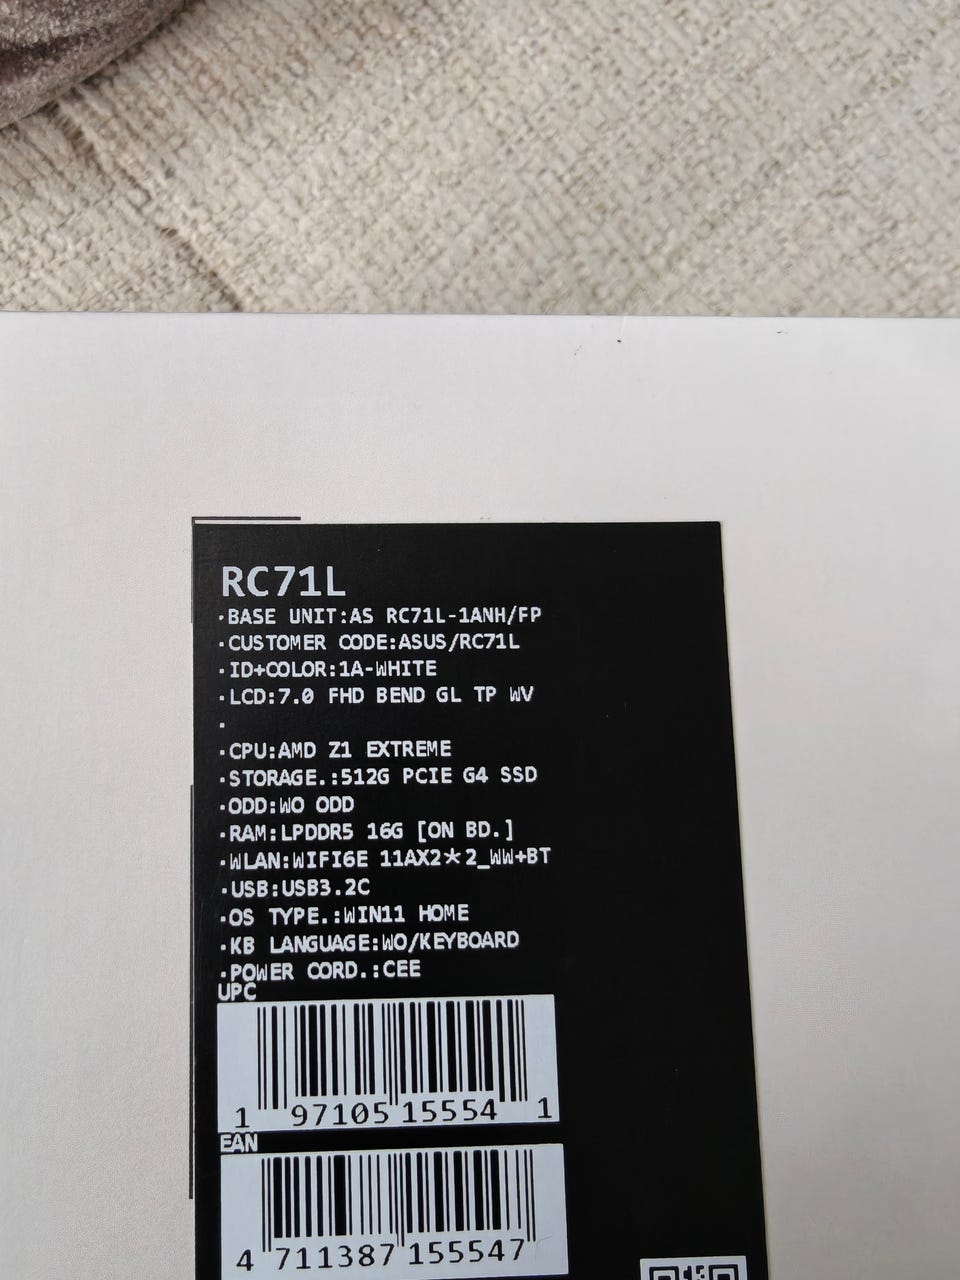 RC71L
·BASE UNIT:AS RC71L-1ANH/FP
·CUSTOMER CODE:ASUS/RC71L
·ID+COLOR:1A-WHITE
·LCD:7.0 FHD BEND GL TP WV
·
·CPU:AMD Z1 EXTREME
·STORAGE.:512G PCIE G4 SSD
·ODD:WO ODD
·RAM:LPDDR5 16G [ON BD.]
·WLAN:WIFI6E 11AX2*2_WW+BT
·USB:USB3.2C
·OS TYPE.:WIN11 HOME
·KB LANGUAGE:WO/KEYBOARD
·POWER CORD.:CEE
UPC
1 97105 15554 1
EAN
4 711387 155547